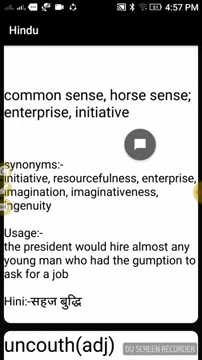 4:57 PM
Hindu
common sense, horse sense;
enterprise, initiative
synonyms:-
initiative, resourcefulness, enterprise,
imagination, imaginativeness,
ingenuity
Usage:-
the president would hire almost any
young man who had the gumption to
ask for a job
Hini:-सहज बुद्धि
uncouth(adj)
DU SCREEN RECORDER